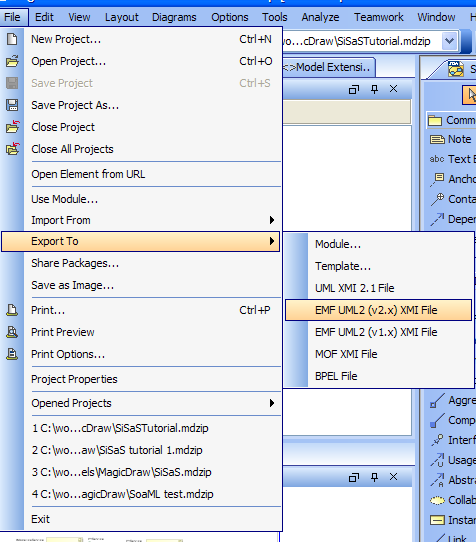 File Edit View Layout Diagrams Options Tools Analyze Teamwork Window
New Project... Ctrl+N
Open Project... Ctrl+O
Save Project Ctrl+S
Save Project As...
Close Project
Close All Projects
Open Element from URL
Use Module...
Import From
Export To
Share Packages...
Save as Image...
Print... Ctrl+P
Print Preview
Print Options...
Project Properties
Opened Projects
1 C:\wo...cDraw\SiSaSTutorial.mdzip
2 C:\wo...aw\SiSaS tutorial 1.mdzip
3 C:\wo...els\MagicDraw\SiSaS.mdzip
4 C:\wo...agicDraw\SoaML test.mdzip
Exit
Module...
Template...
UML XMI 2.1 File
EMF UML2 (v2.x) XMI File
EMF UML2 (v1.x) XMI File
MOF XMI File
BPEL File
wo...cDraw\SiSaSTutorial.mdzip
<>Model Extensi..
S
Comm
Note
abc Text E
Ancho
Conta
Deper
Aggre
Compo
Interf
Usage
Abstra
Collab
Instan
Link